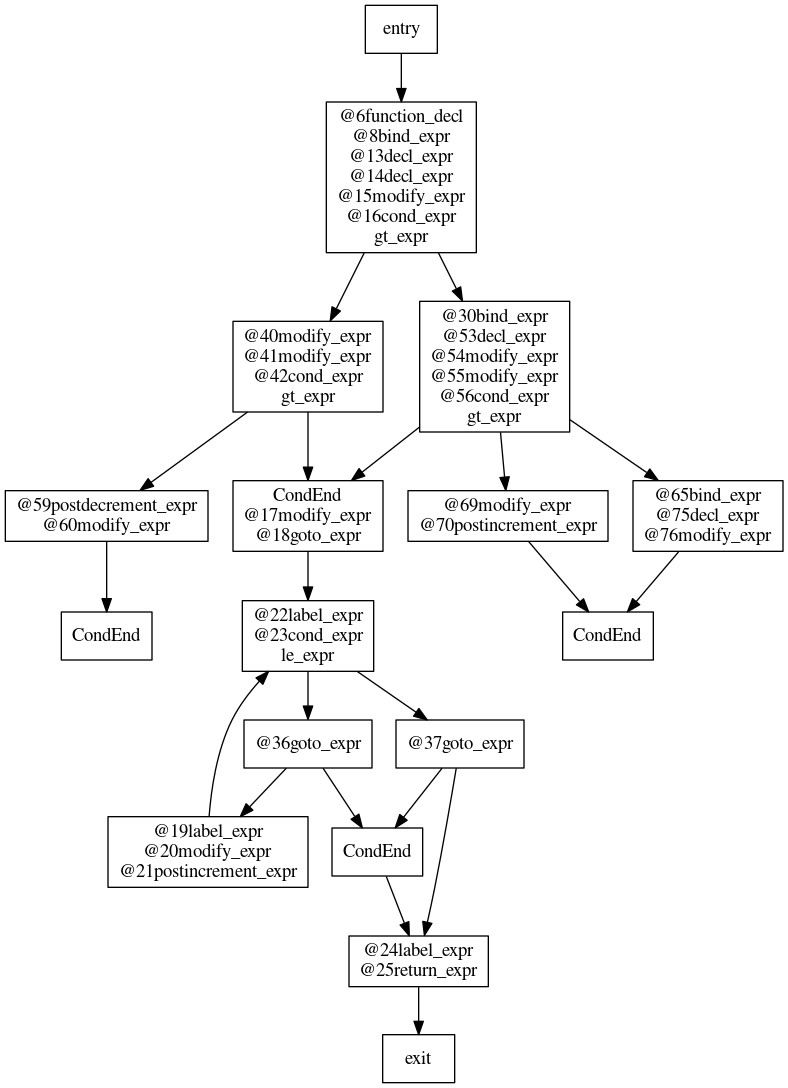 entry
@6function_decl
@8bind_expr
@13decl_expr
@14decl_expr
@15modify_expr
@16cond_expr
gt_expr
@40modify_expr
@41modify_expr
@42cond_expr
gt_expr
@30bind_expr
@53decl_expr
@54modify_expr
@55modify_expr
@56cond_expr
gt_expr
@59postdecrement_expr
@60modify_expr
CondEnd
@17modify_expr
@18goto_expr
@69modify_expr
@70postincrement_expr
@65bind_expr
@75decl_expr
@76modify_expr
CondEnd
@22label_expr
@23cond_expr
le_expr
CondEnd
@36goto_expr
@37goto_expr
@19label_expr
@20modify_expr
@21postincrement_expr
CondEnd
@24label_expr
@25return_expr
exit